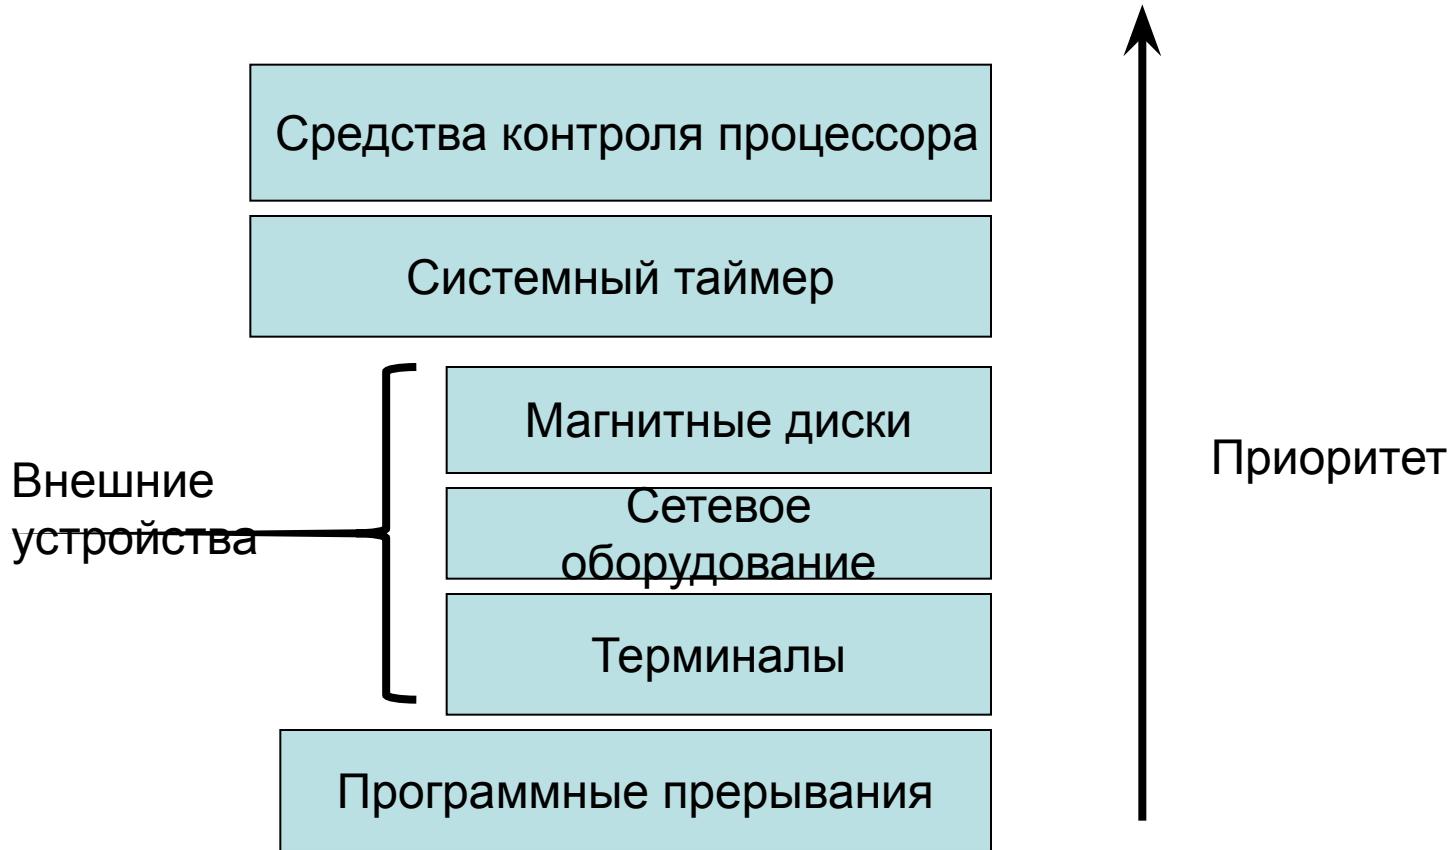 Средства контроля процессора
Системный таймер
Магнитные диски
Внешние
устройства
Приоритет
Сетевое
оборудование
Терминалы
Программные прерывания